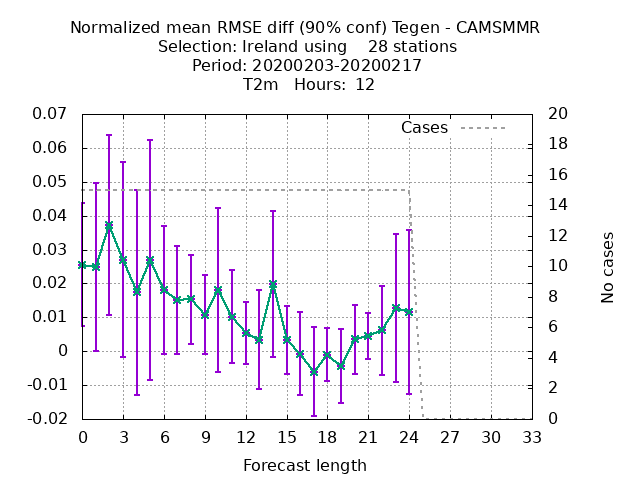 Normalized mean RMSE diff (90% conf) Tegen - CAMSMMR
Selection: Ireland using 28 stations
Period: 20200203-20200217
T2m Hours: 12
0.07
0.06
0.05
0.04
0.03
0.02
0.01
0
-0.01
-0.02
20
18
16
14
12
10
8
6
4
2
0
Cases
No cases
0 3 6 9 12 15 18 21 24 27 30 33
Forecast length